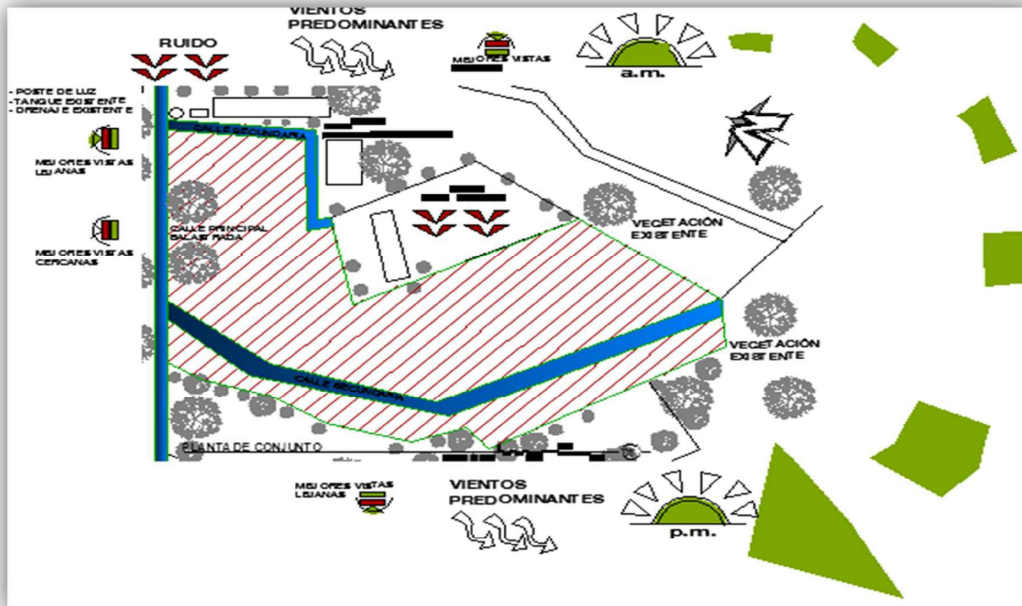 VIENTOS
PREDOMINANTES
RUIDO
MEJORES VISTAS
a.m.
- POSTE DE LUZ
- TANQUE EXISTENTE
- DRENAJE EXISTENTE
CALLE SECUNDARIA
MEJORES VISTAS
LEJANAS
VEGETACIÓN
EXISTENTE
CALLE PRINCIPAL
BALASTRADA
MEJORES VISTAS
CERCANAS
VEGETACIÓN
EXISTENTE
CALLE SECUNDARIA
PLANTA DE CONJUNTO
MEJORES VISTAS
LEJANAS
VIENTOS
PREDOMINANTES
p.m.